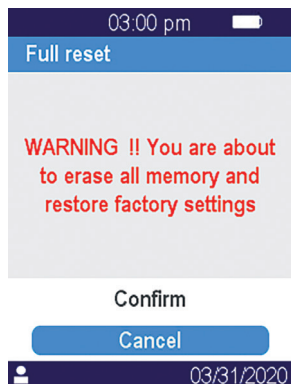 03:00 pm
Full reset
WARNING !! You are about
to erase all memory and
restore factory settings
Confirm
Cancel
03/31/2020